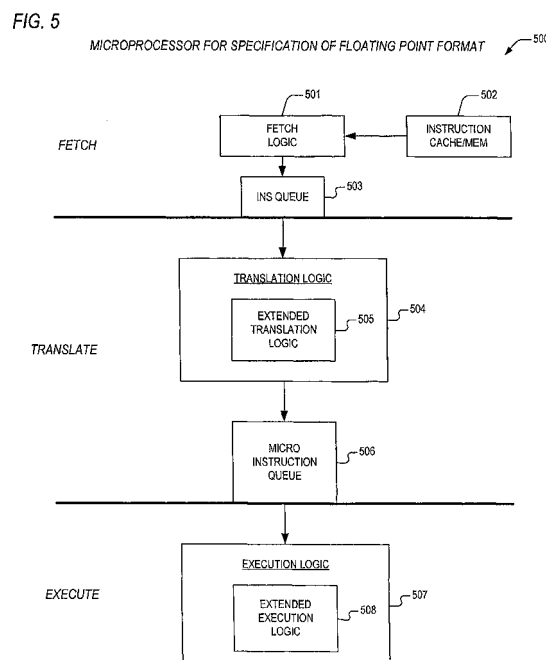 FIG. 5
MICROPROCESSOR FOR SPECIFICATION OF FLOATING POINT FORMAT
500
501
502
FETCH
FETCH
LOGIC
INSTRUCTION
CACHE/MEM
INS QUEUE
503
TRANSLATION LOGIC
504
EXTENDED
TRANSLATION
LOGIC
505
TRANSLATE
MICRO
INSTRUCTION
QUEUE
506
EXECUTION LOGIC
EXECUTE
507
EXTENDED
EXECUTION
LOGIC
508